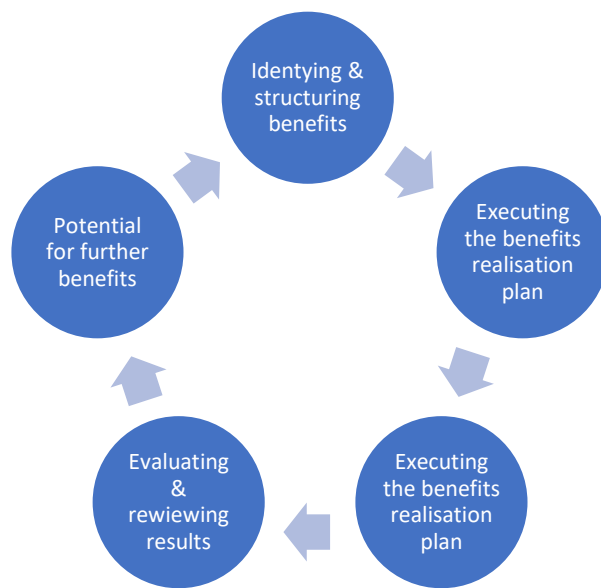 Identying &
structuring
benefits
Executing
the benefits
realisation
plan
Executing
the benefits
realisation
plan
Evaluating
&
rewiewing
results
Potential
for further
benefits